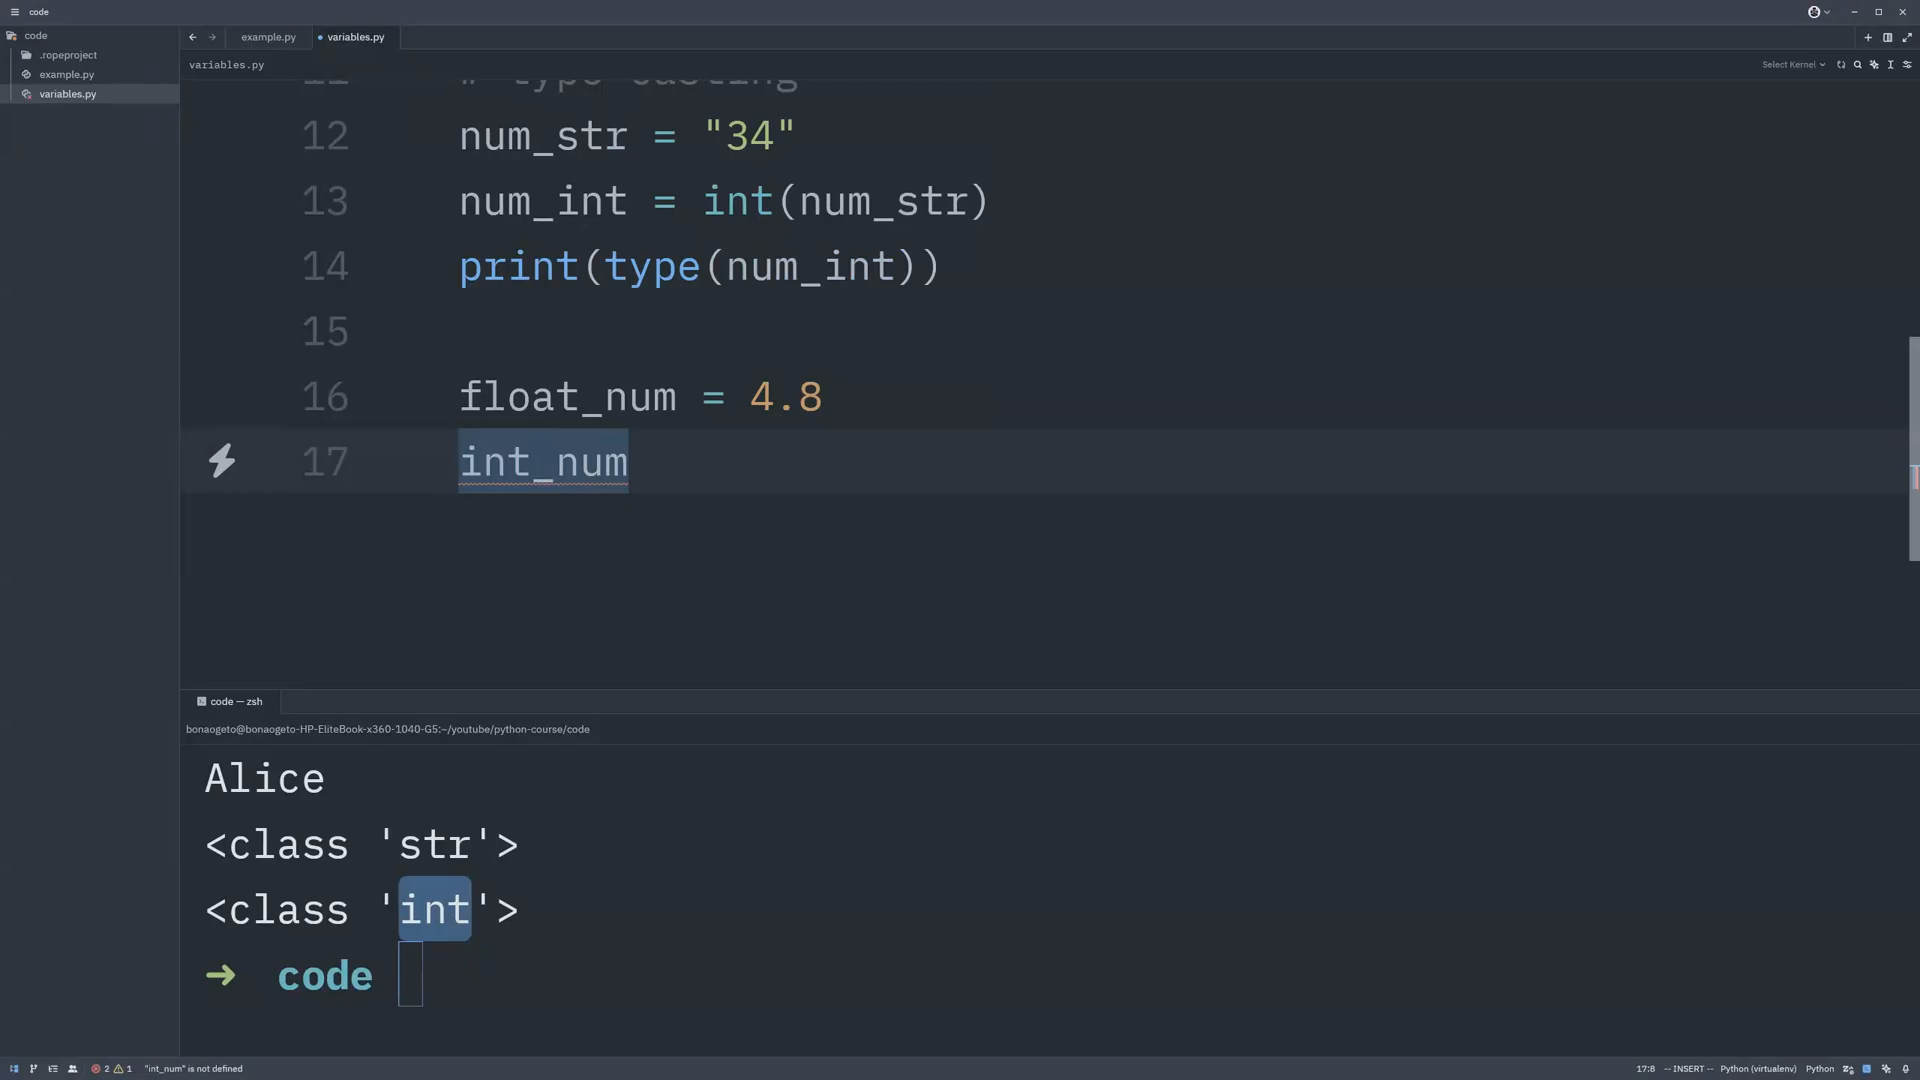 code
code
.ropeproject
example.py
variables.py
example.py
variables.py
variables.py
Select Kernel
11 # type casting
12 num_str = "34"
13 num_int = int(num_str)
14 print(type(num_int))
15
16 float_num = 4.8
17 int_num
code — zsh
bonaogeto@bonaogeto-HP-EliteBook-x360-1040-G5:~/youtube/python-course/code
Alice
<class 'str'>
<class 'int'>
➜ code
2 1 "int_num" is not defined
17:8 -- INSERT -- Python (virtualenv) Python